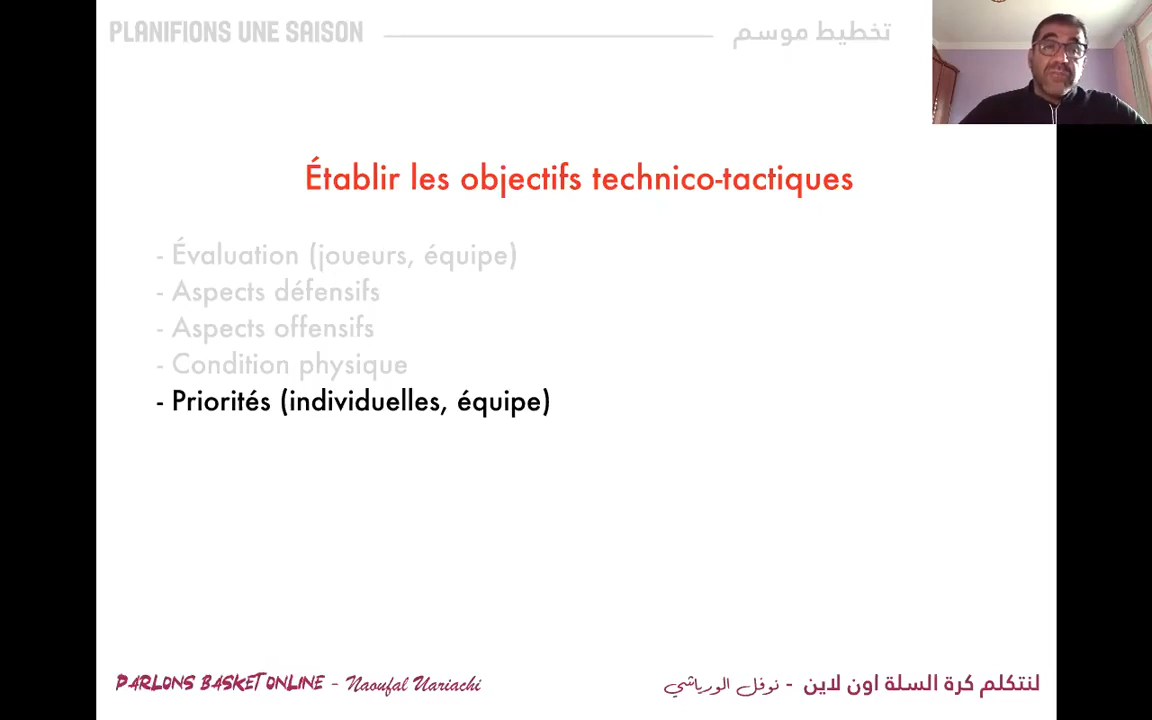 PLANIFIONS UNE SAISON تخطيط موسم
Établir les objectifs technico-tactiques
- Évaluation (joueurs, équipe)
- Aspects défensifs
- Aspects offensifs
- Condition physique
- Priorités (individuelles, équipe)
PARLONS BASKET ONLINE - Naoufal Uariachi
لنتكلم كرة السلة اون لاين - نوفل الورياشي